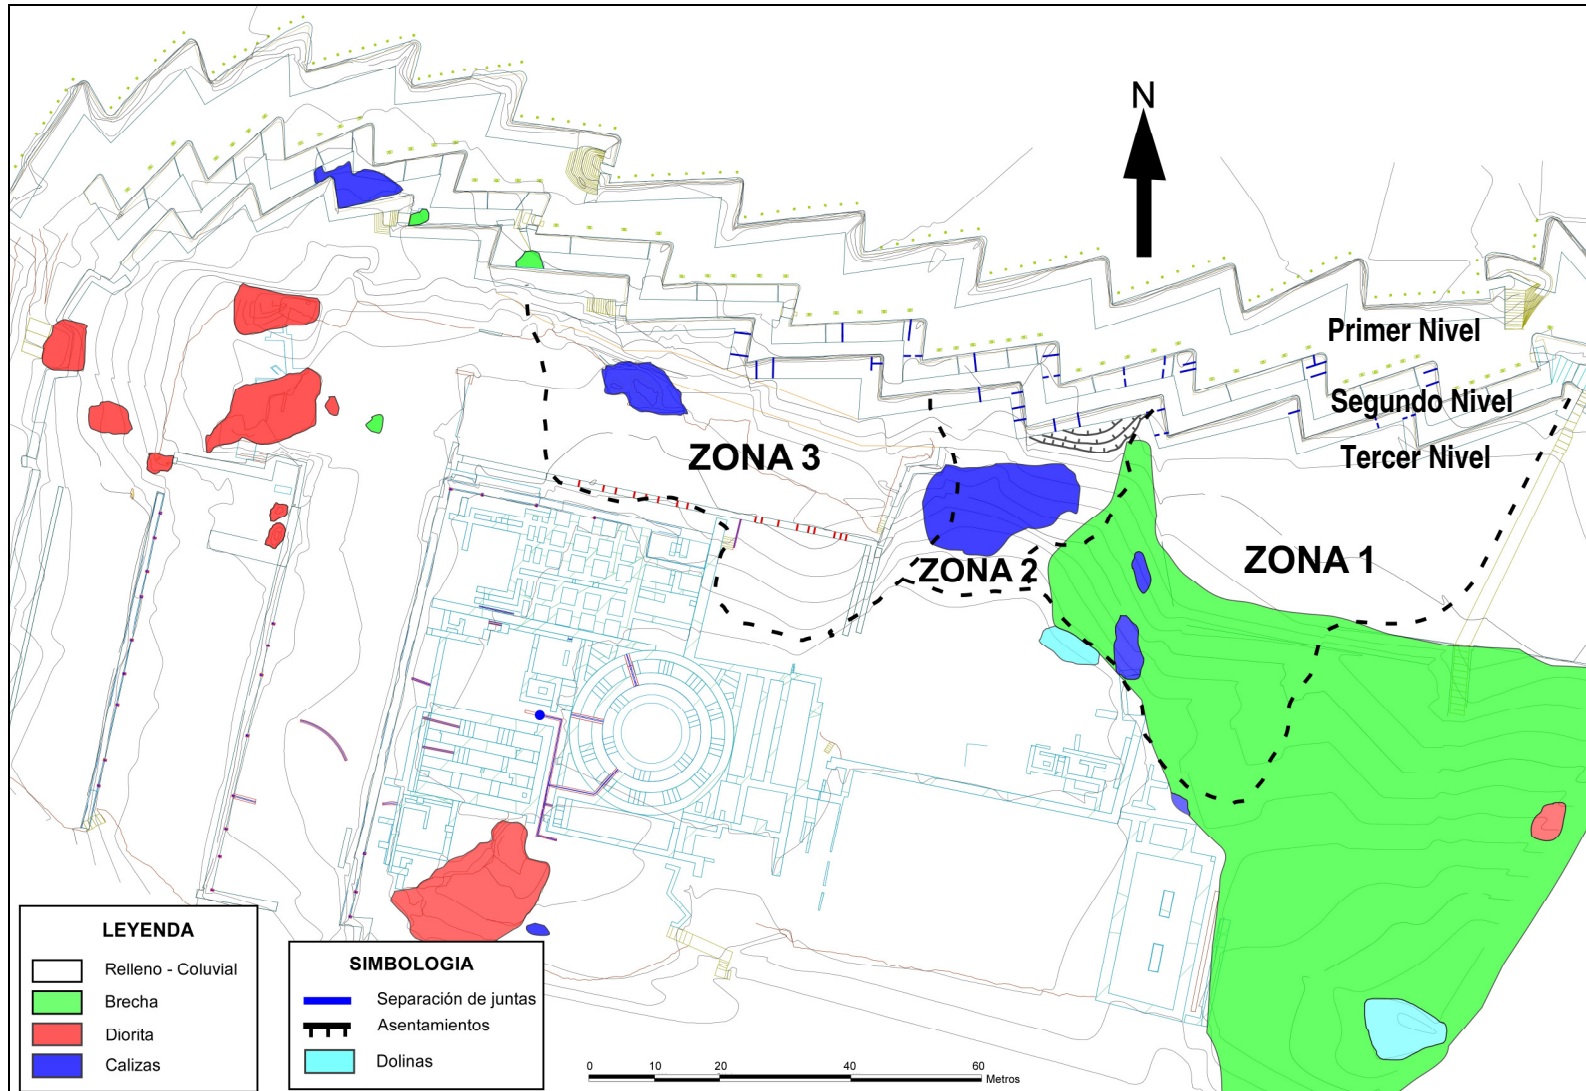 N
Primer Nivel
Segundo Nivel
Tercer Nivel
ZONA 3
ZONA 2
ZONA 1
LEYENDA
Relleno - Coluvial
Brecha
Diorita
Calizas
SIMBOLOGIA
Separación de juntas
Asentamientos
Dolinas
0 10 20 40 60
Metros